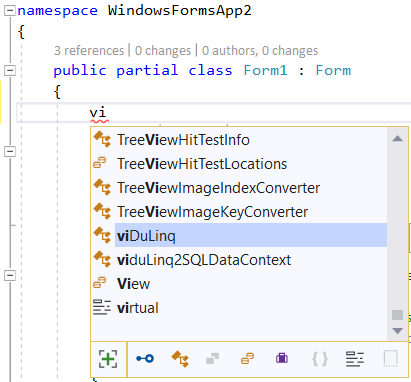 namespace WindowsFormsApp2
{
3 references | 0 changes | 0 authors, 0 changes
public partial class Form1 : Form
{
vi
TreeViewHitTestInfo
TreeViewHitTestLocations
TreeViewImageIndexConverter
TreeViewImageKeyConverter
viDuLinq
viduLinq2SQLDataContext
View
virtual
{ }